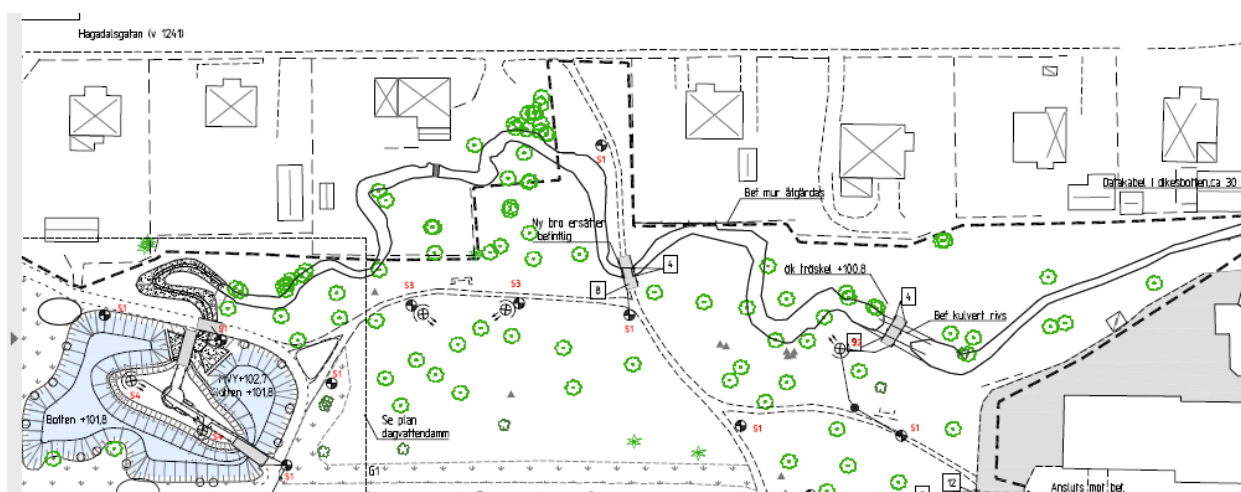 Hagadalsgatan (v 1241)
S1
Bef mur åtgärdas
Datakabel i dikesbotten,ca 30
Ny bro ersätter
befintlig
4
ök tröskel +100.8
8
S3
S3
4
S1
S1
S1
Bef kulvert rivs
MVY+102,7
Botten +101,8
S4
S1
Botten +101,8
Se plan
dagvattendamm
S1
S1
S1
G1
12
Ansluts mot bef.